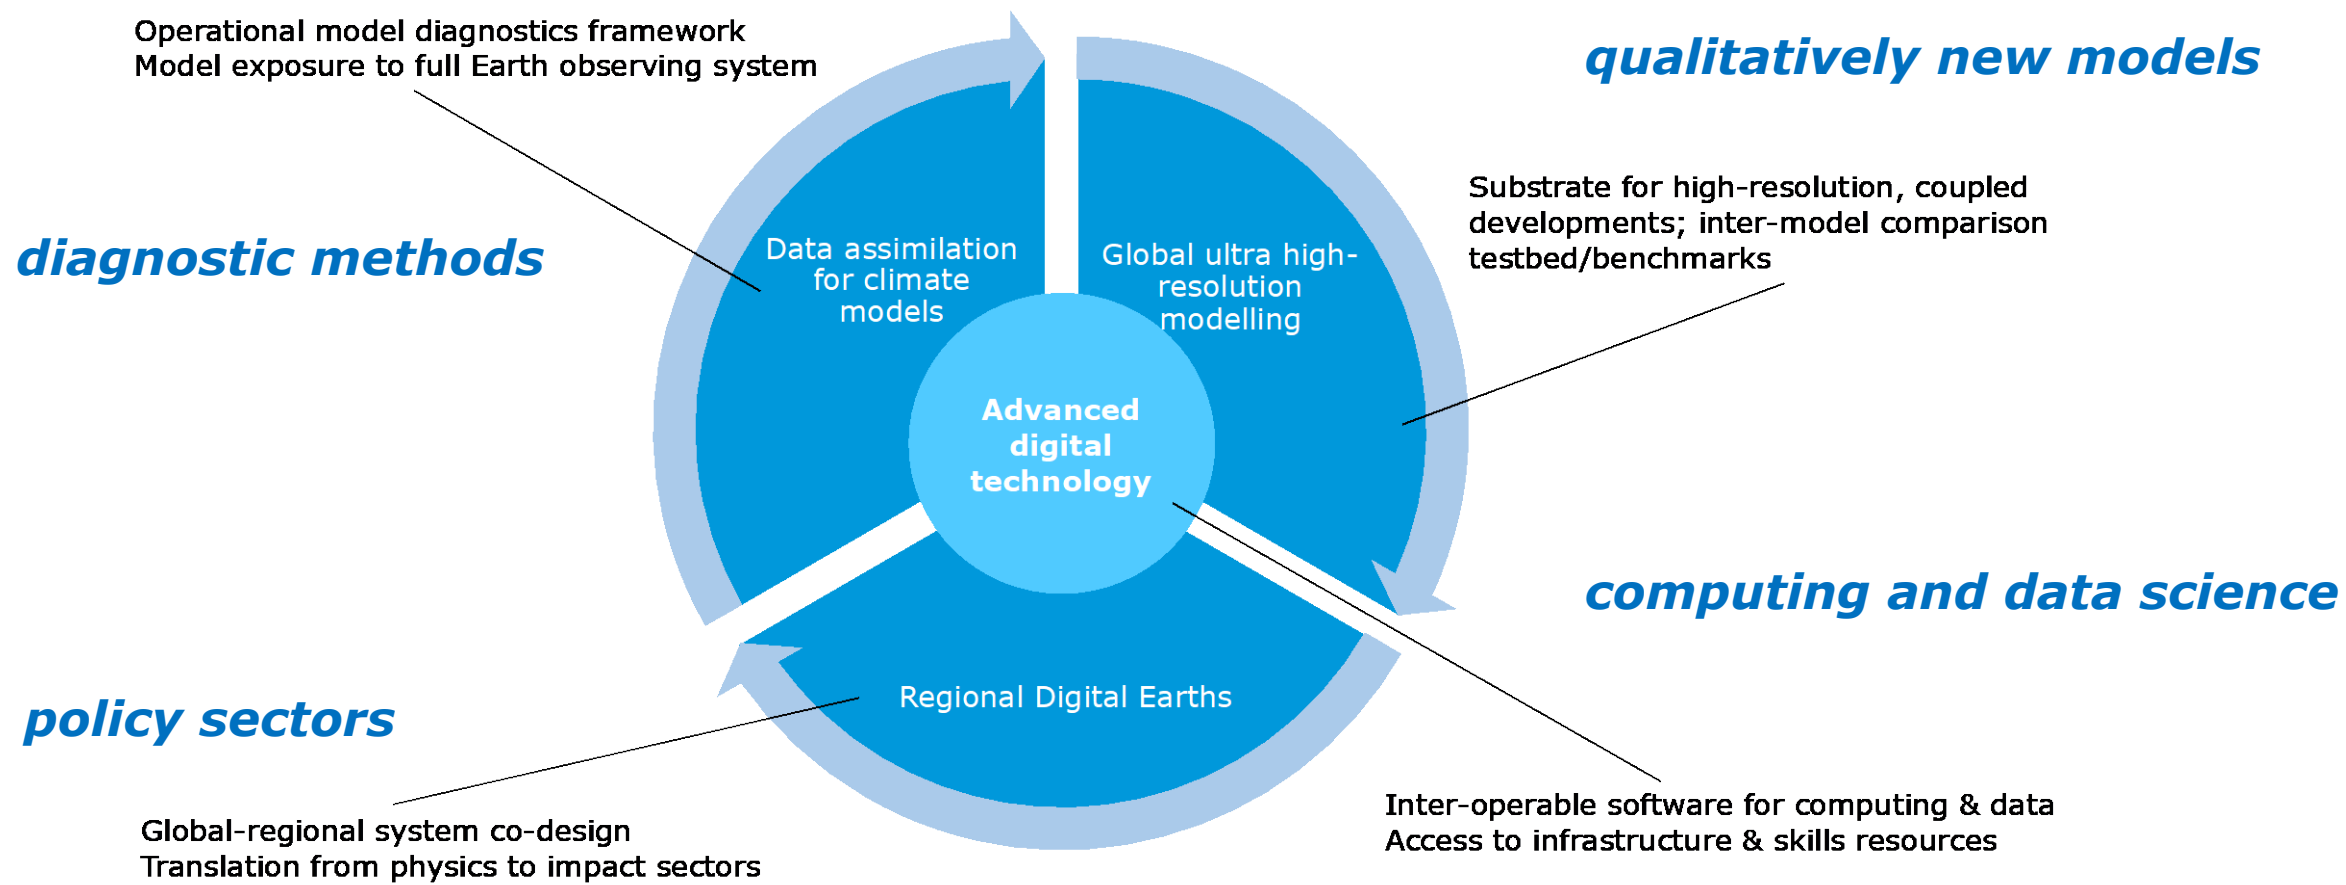 Operational model diagnostics framework
Model exposure to full Earth observing system
qualitatively new models
Substrate for high-resolution, coupled
developments; inter-model comparison
testbed/benchmarks
diagnostic methods
Data assimilation
for climate
models
Global ultra high-
resolution
modelling
Advanced
digital
technology
computing and data science
policy sectors
Regional Digital Earths
Inter-operable software for computing & data
Access to infrastructure & skills resources
Global-regional system co-design
Translation from physics to impact sectors